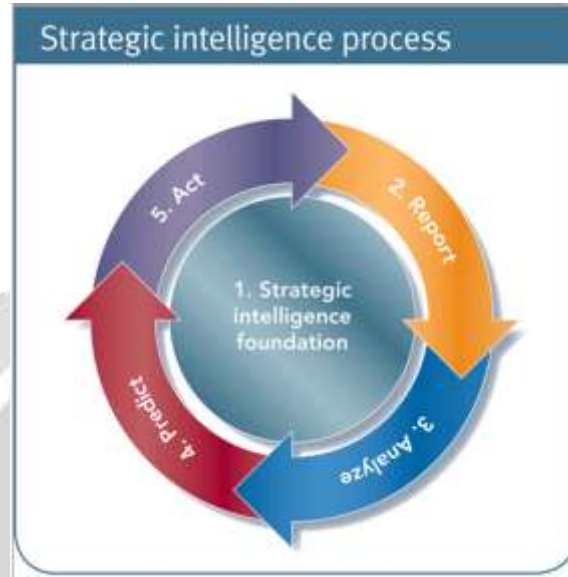 Strategic intelligence process
1. Strategic
intelligence
foundation
2. Report
3. Analyze
4. Predict
5. Act